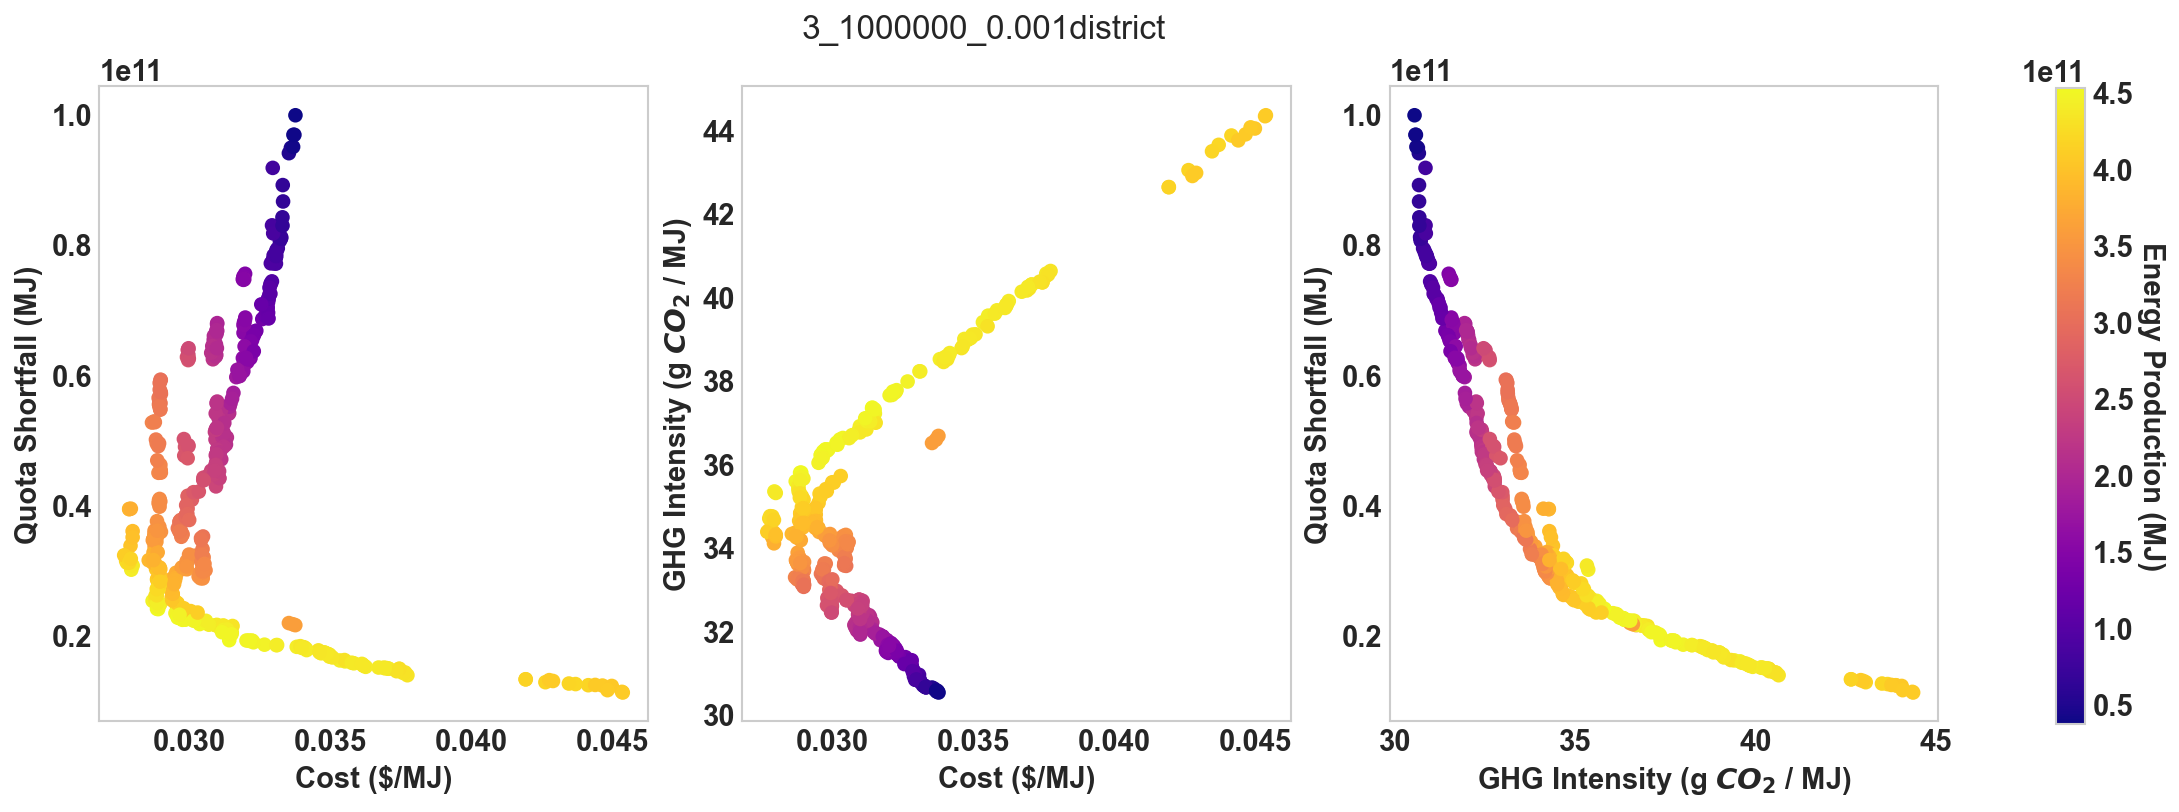 3_1000000_0.001district
1e11
1.0
0.8
0.6
0.4
0.2
Quota Shortfall (MJ)
0.030 0.035 0.040 0.045
Cost ($/MJ)
44
42
40
38
36
34
32
30
GHG Intensity (g CO₂ / MJ)
0.030 0.035 0.040 0.045
Cost ($/MJ)
1e11
1.0
0.8
0.6
0.4
0.2
Quota Shortfall (MJ)
30 35 40 45
GHG Intensity (g CO₂ / MJ)
1e11
4.5
4.0
3.5
3.0
2.5
2.0
1.5
1.0
0.5
Energy Production (MJ)